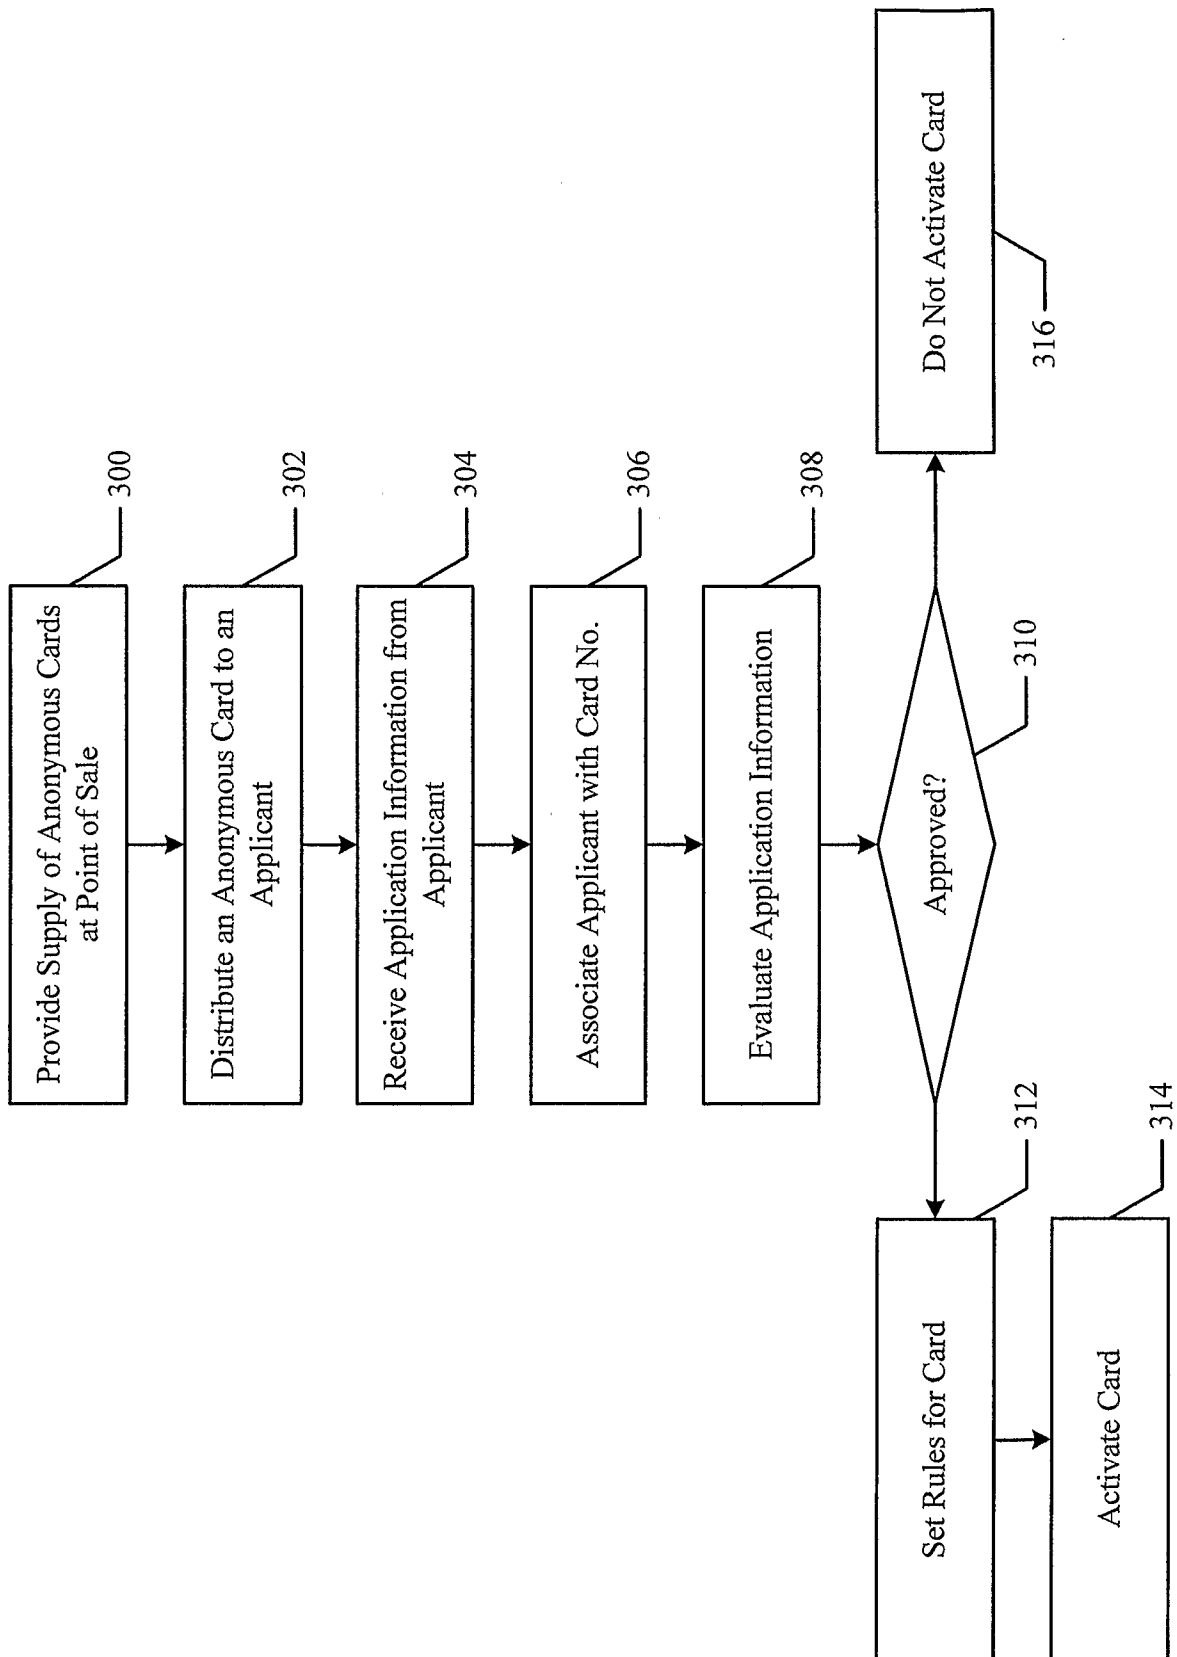 Provide Supply of Anonymous Cards
at Point of Sale
300
Distribute an Anonymous Card to an
Applicant
302
Receive Application Information from
Applicant
304
Associate Applicant with Card No.
306
Evaluate Application Information
308
Approved?
310
Set Rules for Card
312
Activate Card
314
Do Not Activate Card
316